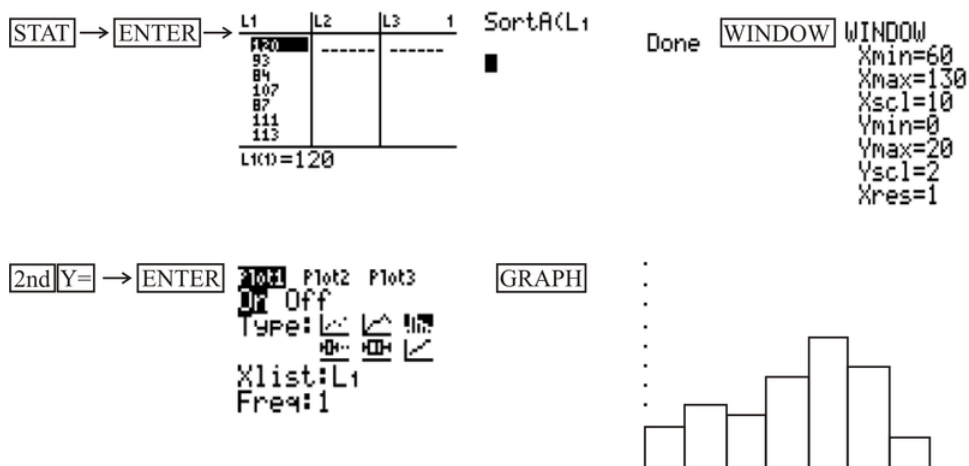 STAT → ENTER →
L1 L2 L3 1
120 ------ ------
93
84
107
87
111
113
L1(1)=120
SortA(L1
Done
WINDOW
WINDOW
Xmin=60
Xmax=130
Xscl=10
Ymin=0
Ymax=20
Yscl=2
Xres=1
2nd Y= → ENTER
Plot1 Plot2 Plot3
On Off
Type:
Xlist:L1
Freq:1
GRAPH